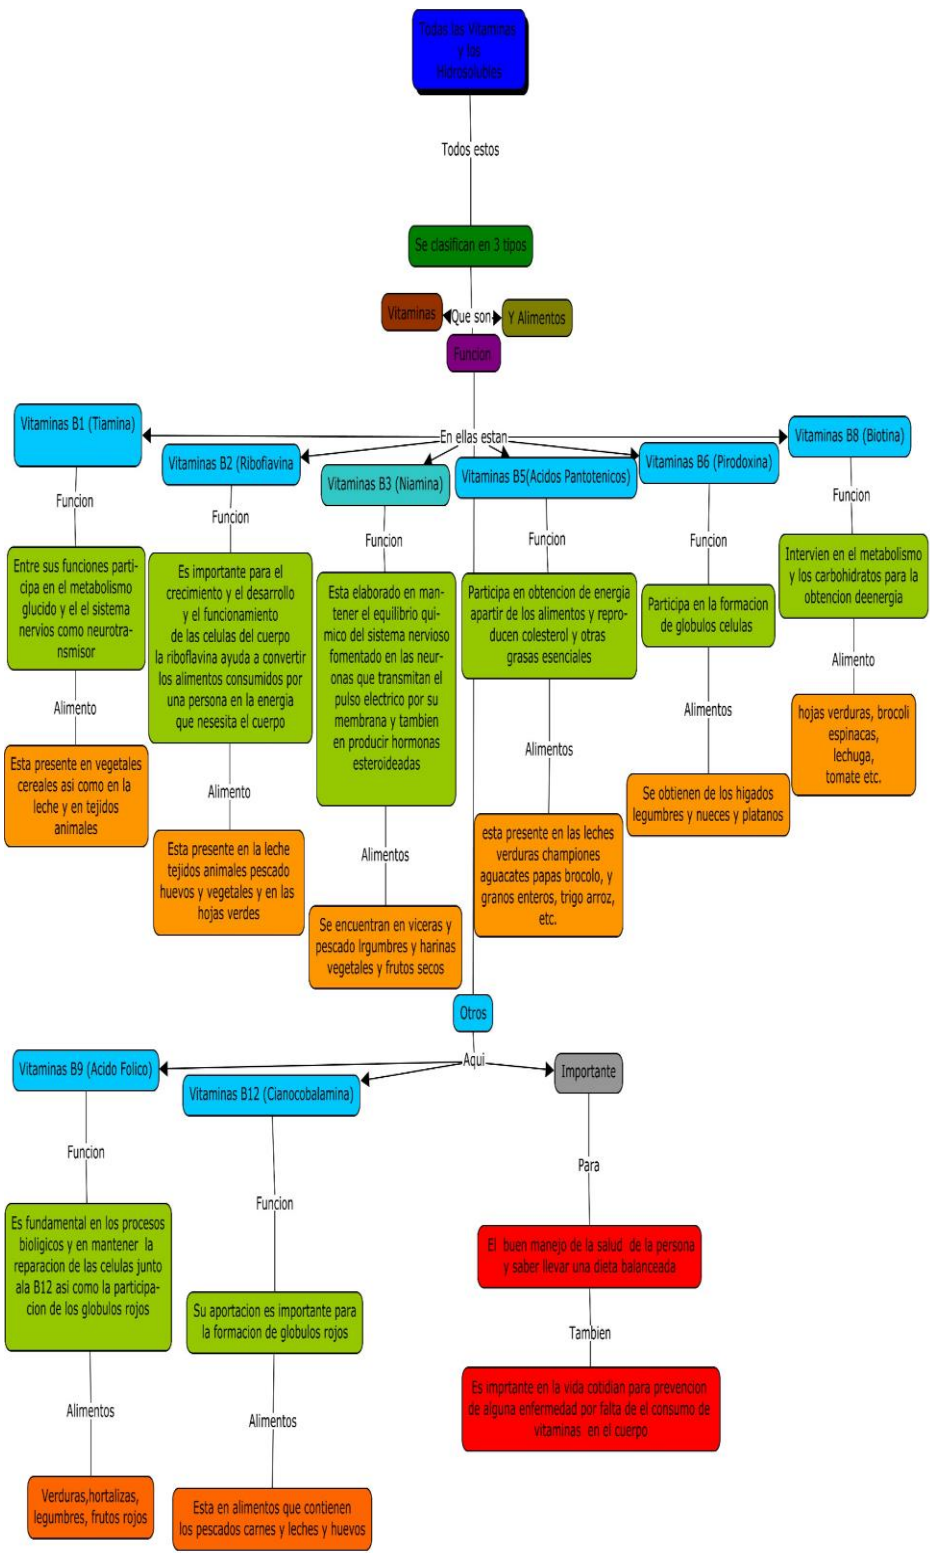 Todas las Vitaminas
y los
Hidrosolubles
Todos estos
Se clasifican en 3 tipos
Vitaminas
Que son
Y Alimentos
Funcion
En ellas estan
Vitaminas B1 (Tiamina)
Funcion
Entre sus funciones parti-
cipa en el metabolismo
glucido y el el sistema
nervios como neurotra-
nsmisor
Alimento
Esta presente en vegetales
cereales asi como en la
leche y en tejidos
animales
Vitaminas B2 (Riboflavina
Funcion
Es importante para el
crecimiento y el desarrollo
y el funcionamiento
de las celulas del cuerpo
la riboflavina ayuda a convertir
los alimentos consumidos por
una persona en la energia
que nesesita el cuerpo
Alimento
Esta presente en la leche
tejidos animales pescado
huevos y vegetales y en las
hojas verdes
Vitaminas B3 (Niamina)
Funcion
Esta elaborado en man-
tener el equilibrio qui-
mico del sistema nervioso
fomentado en las neur-
onas que transmitan el
pulso electrico por su
membrana y tambien
en producir hormonas
esteroideadas
Alimentos
Se encuentran en viceras y
pescado lrgumbres y harinas
vegetales y frutos secos
Vitaminas B5(Acidos Pantotenicos)
Funcion
Participa en obtencion de energia
apartir de los alimentos y repro-
ducen colesterol y otras
grasas esenciales
Alimentos
esta presente en las leches
verduras championes
aguacates papas brocolo, y
granos enteros, trigo arroz,
etc.
Vitaminas B6 (Pirodoxina)
Funcion
Participa en la formacion
de globulos celulas
Alimentos
Se obtienen de los higados
legumbres y nueces y platanos
Vitaminas B8 (Biotina)
Funcion
Intervien en el metabolismo
y los carbohidratos para la
obtencion deenergia
Alimento
hojas verduras, brocoli
espinacas,
lechuga,
tomate etc.
Otros
Aqui
Vitaminas B9 (Acido Folico)
Funcion
Es fundamental en los procesos
bioligicos y en mantener la
reparacion de las celulas junto
ala B12 asi como la participa-
cion de los globulos rojos
Alimentos
Verduras,hortalizas,
legumbres, frutos rojos
Vitaminas B12 (Cianocobalamina)
Funcion
Su aportacion es importante para
la formacion de globulos rojos
Alimentos
Esta en alimentos que contienen
los pescados carnes y leches y huevos
Importante
Para
El buen manejo de la salud de la persona
y saber llevar una dieta balanceada
Tambien
Es imprtante en la vida cotidian para prevencion
de alguna enfermedad por falta de el consumo de
vitaminas en el cuerpo